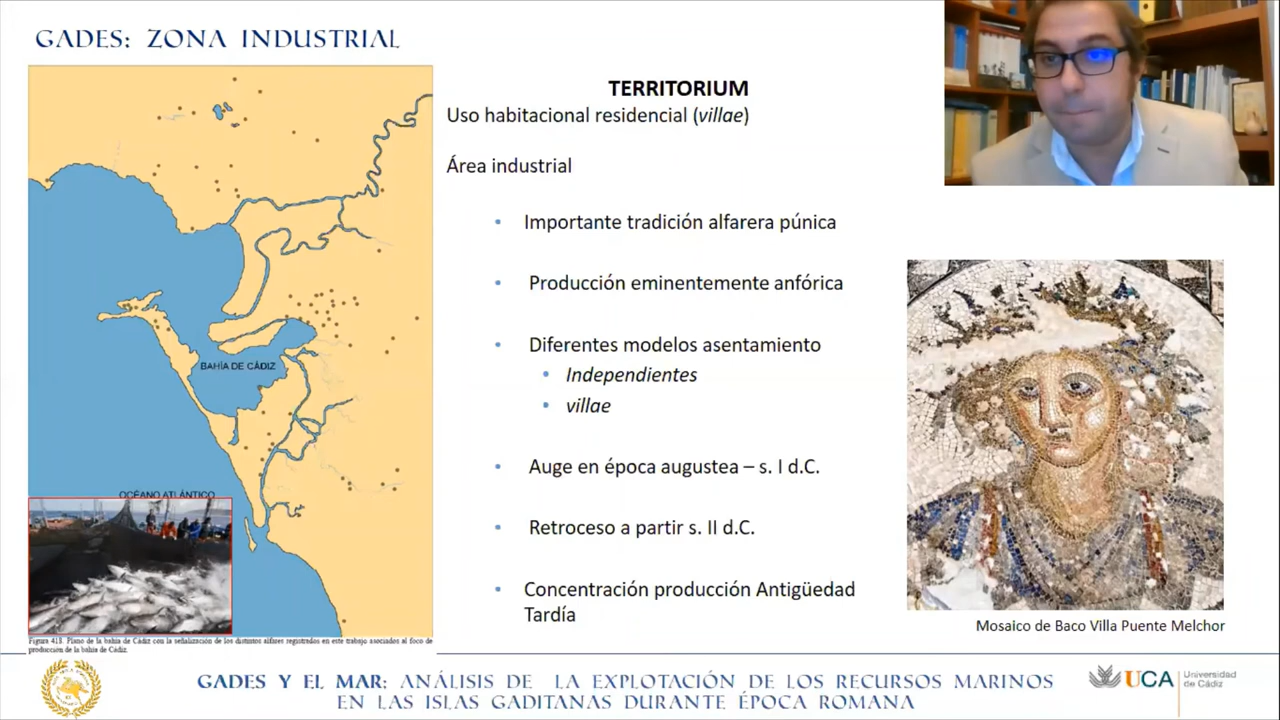 GADES: ZONA INDUSTRIAL
TERRITORIUM
Uso habitacional residencial (villae)
Área industrial
• Importante tradición alfarera púnica
• Producción eminentemente anfórica
• Diferentes modelos asentamiento
• Independientes
• villae
• Auge en época augustea – s. I d.C.
• Retroceso a partir s. II d.C.
• Concentración producción Antigüedad
Tardía
BAHÍA DE CÁDIZ
OCÉANO ATLÁNTICO
Figura 418. Plano de la bahía de Cádiz con la señalización de los distintos alfares registrados en este trabajo asociados al foco de
producción de la bahía de Cádiz.
Mosaico de Baco Villa Puente Melchor
GADES Y EL MAR: ANÁLISIS DE LA EXPLOTACIÓN DE LOS RECURSOS MARINOS
EN LAS ISLAS GADITANAS DURANTE ÉPOCA ROMANA
UCA
Universidad
de Cádiz